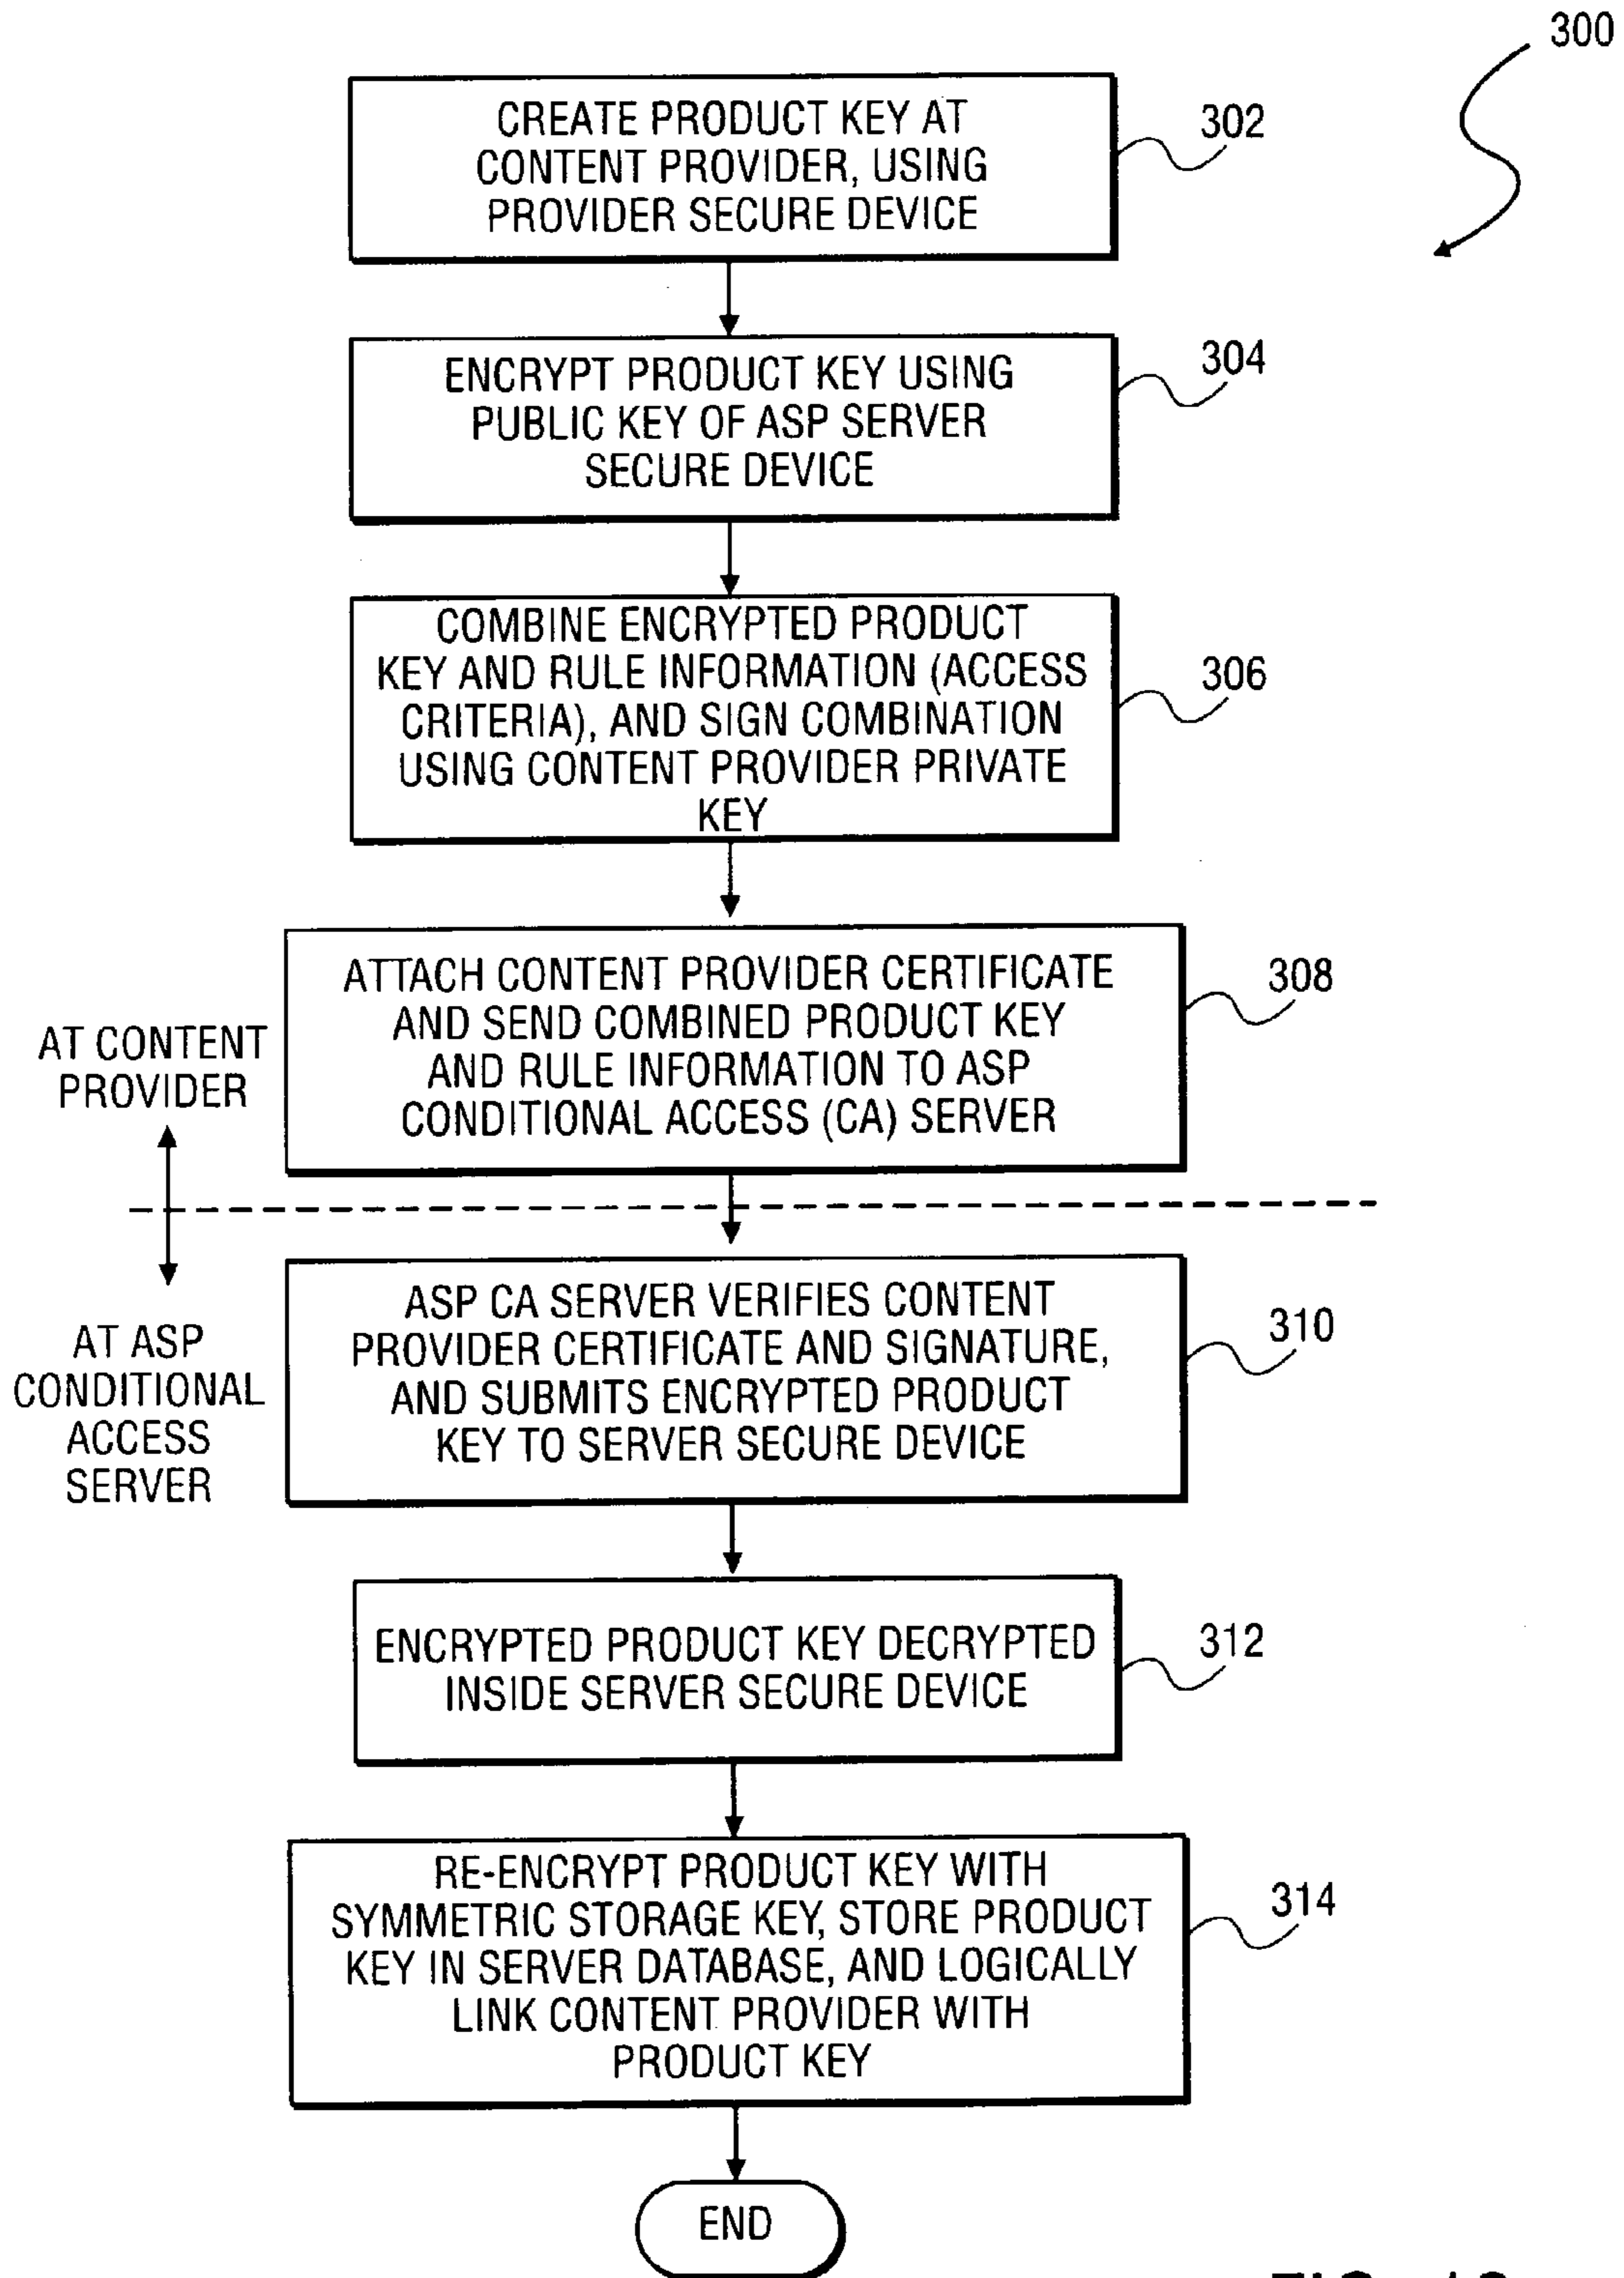 300
CREATE PRODUCT KEY AT
CONTENT PROVIDER, USING
PROVIDER SECURE DEVICE
302
ENCRYPT PRODUCT KEY USING
PUBLIC KEY OF ASP SERVER
SECURE DEVICE
304
COMBINE ENCRYPTED PRODUCT
KEY AND RULE INFORMATION (ACCESS
CRITERIA), AND SIGN COMBINATION
USING CONTENT PROVIDER PRIVATE
KEY
306
ATTACH CONTENT PROVIDER CERTIFICATE
AND SEND COMBINED PRODUCT KEY
AND RULE INFORMATION TO ASP
CONDITIONAL ACCESS (CA) SERVER
308
AT CONTENT
PROVIDER
AT ASP
CONDITIONAL
ACCESS
SERVER
ASP CA SERVER VERIFIES CONTENT
PROVIDER CERTIFICATE AND SIGNATURE,
AND SUBMITS ENCRYPTED PRODUCT
KEY TO SERVER SECURE DEVICE
310
ENCRYPTED PRODUCT KEY DECRYPTED
INSIDE SERVER SECURE DEVICE
312
RE-ENCRYPT PRODUCT KEY WITH
SYMMETRIC STORAGE KEY, STORE PRODUCT
KEY IN SERVER DATABASE, AND LOGICALLY
LINK CONTENT PROVIDER WITH
PRODUCT KEY
314
END